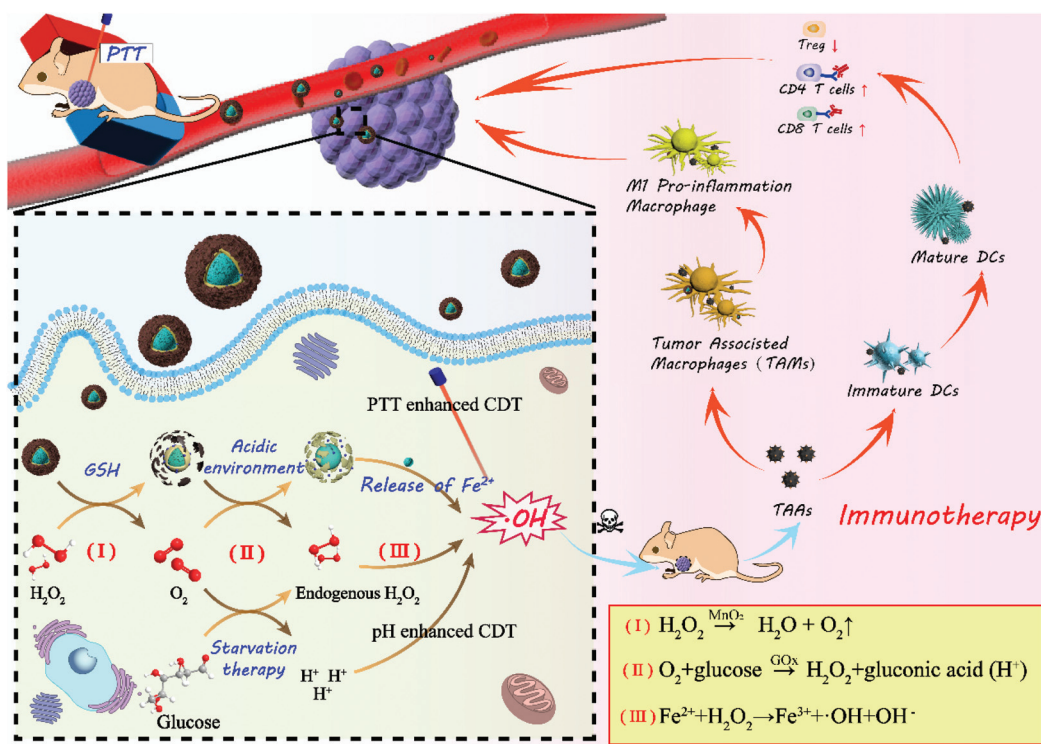 PTT
Treg ↓
CD4 T cells ↑
CD8 T cells ↑
M1 Pro-inflammation
Macrophage
Mature DCs
Tumor Associsted
Macrophages (TAMs)
Immature DCs
TAAs
Immunotherapy
PTT enhanced CDT
GSH
Acidic
environment
Release of Fe²⁺
·OH
(I)
(II)
(III)
H₂O₂
O₂
Endogenous H₂O₂
pH enhanced CDT
Starvation
therapy
H⁺ H⁺
H⁺
Glucose
(I) H₂O₂ MnO₂→ H₂O + O₂↑
(II) O₂+glucose GOx→ H₂O₂+gluconic acid (H⁺)
(III) Fe²⁺+H₂O₂→Fe³⁺+·OH+OH⁻